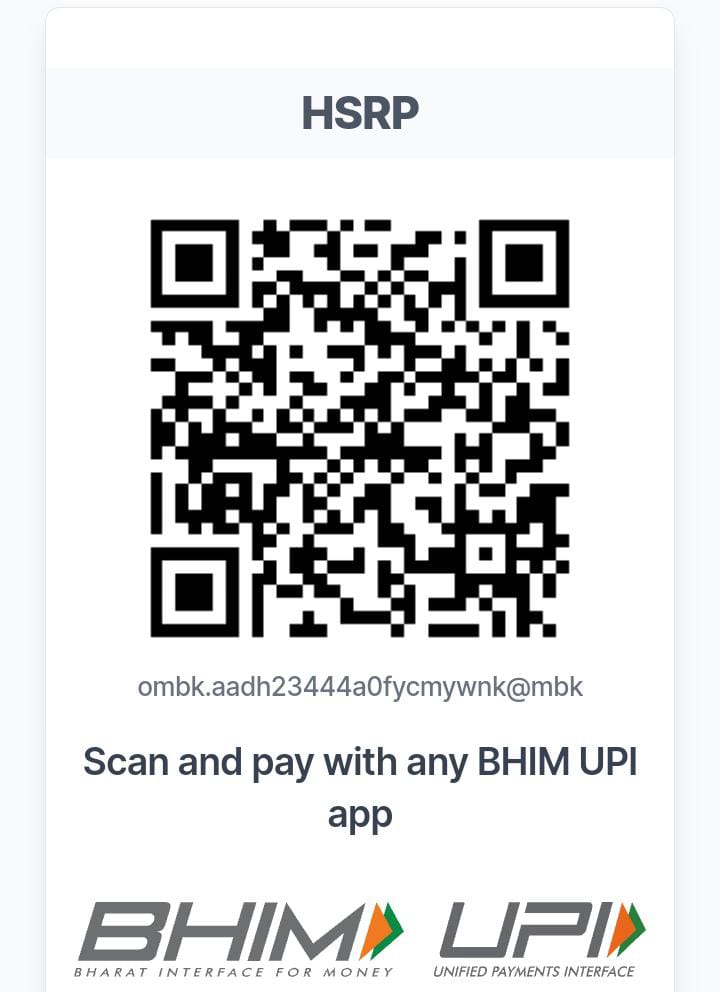 HSRP
ombk.aadh23444a0fycmywnk@mbk
Scan and pay with any BHIM UPI
app
BHIM UPI
BHARAT INTERFACE FOR MONEY UNIFIED PAYMENTS INTERFACE